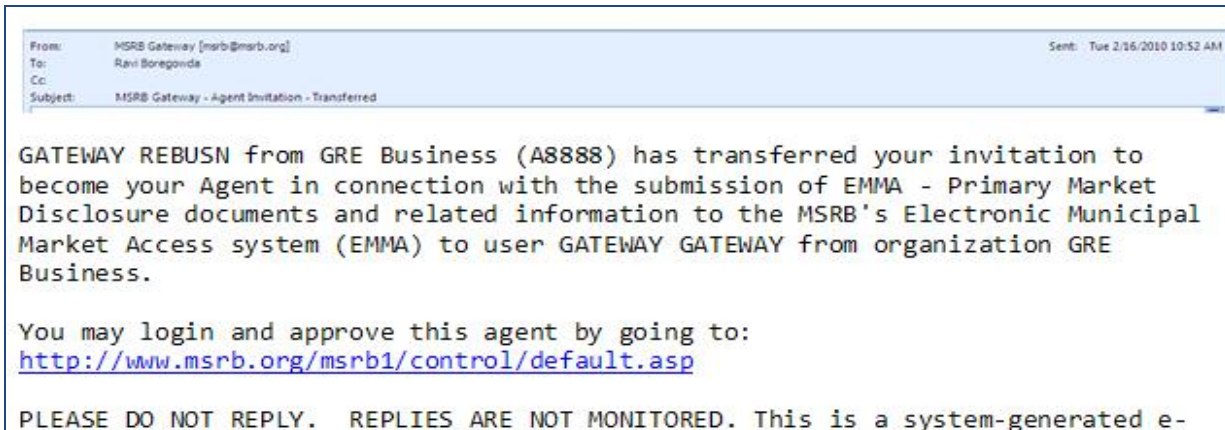 From: MSRB Gateway [msrb@msrb.org] Sent: Tue 2/16/2010 10:52 AM
To: Ravi Boregowda
Cc:
Subject: MSRB Gateway - Agent Invitation - Transferred
GATEWAY REBUSN from GRE Business (A8888) has transferred your invitation to
become your Agent in connection with the submission of EMMA - Primary Market
Disclosure documents and related information to the MSRB's Electronic Municipal
Market Access system (EMMA) to user GATEWAY GATEWAY from organization GRE
Business.
You may login and approve this agent by going to:
http://www.msrb.org/msrb1/control/default.asp
PLEASE DO NOT REPLY. REPLIES ARE NOT MONITORED. This is a system-generated e-